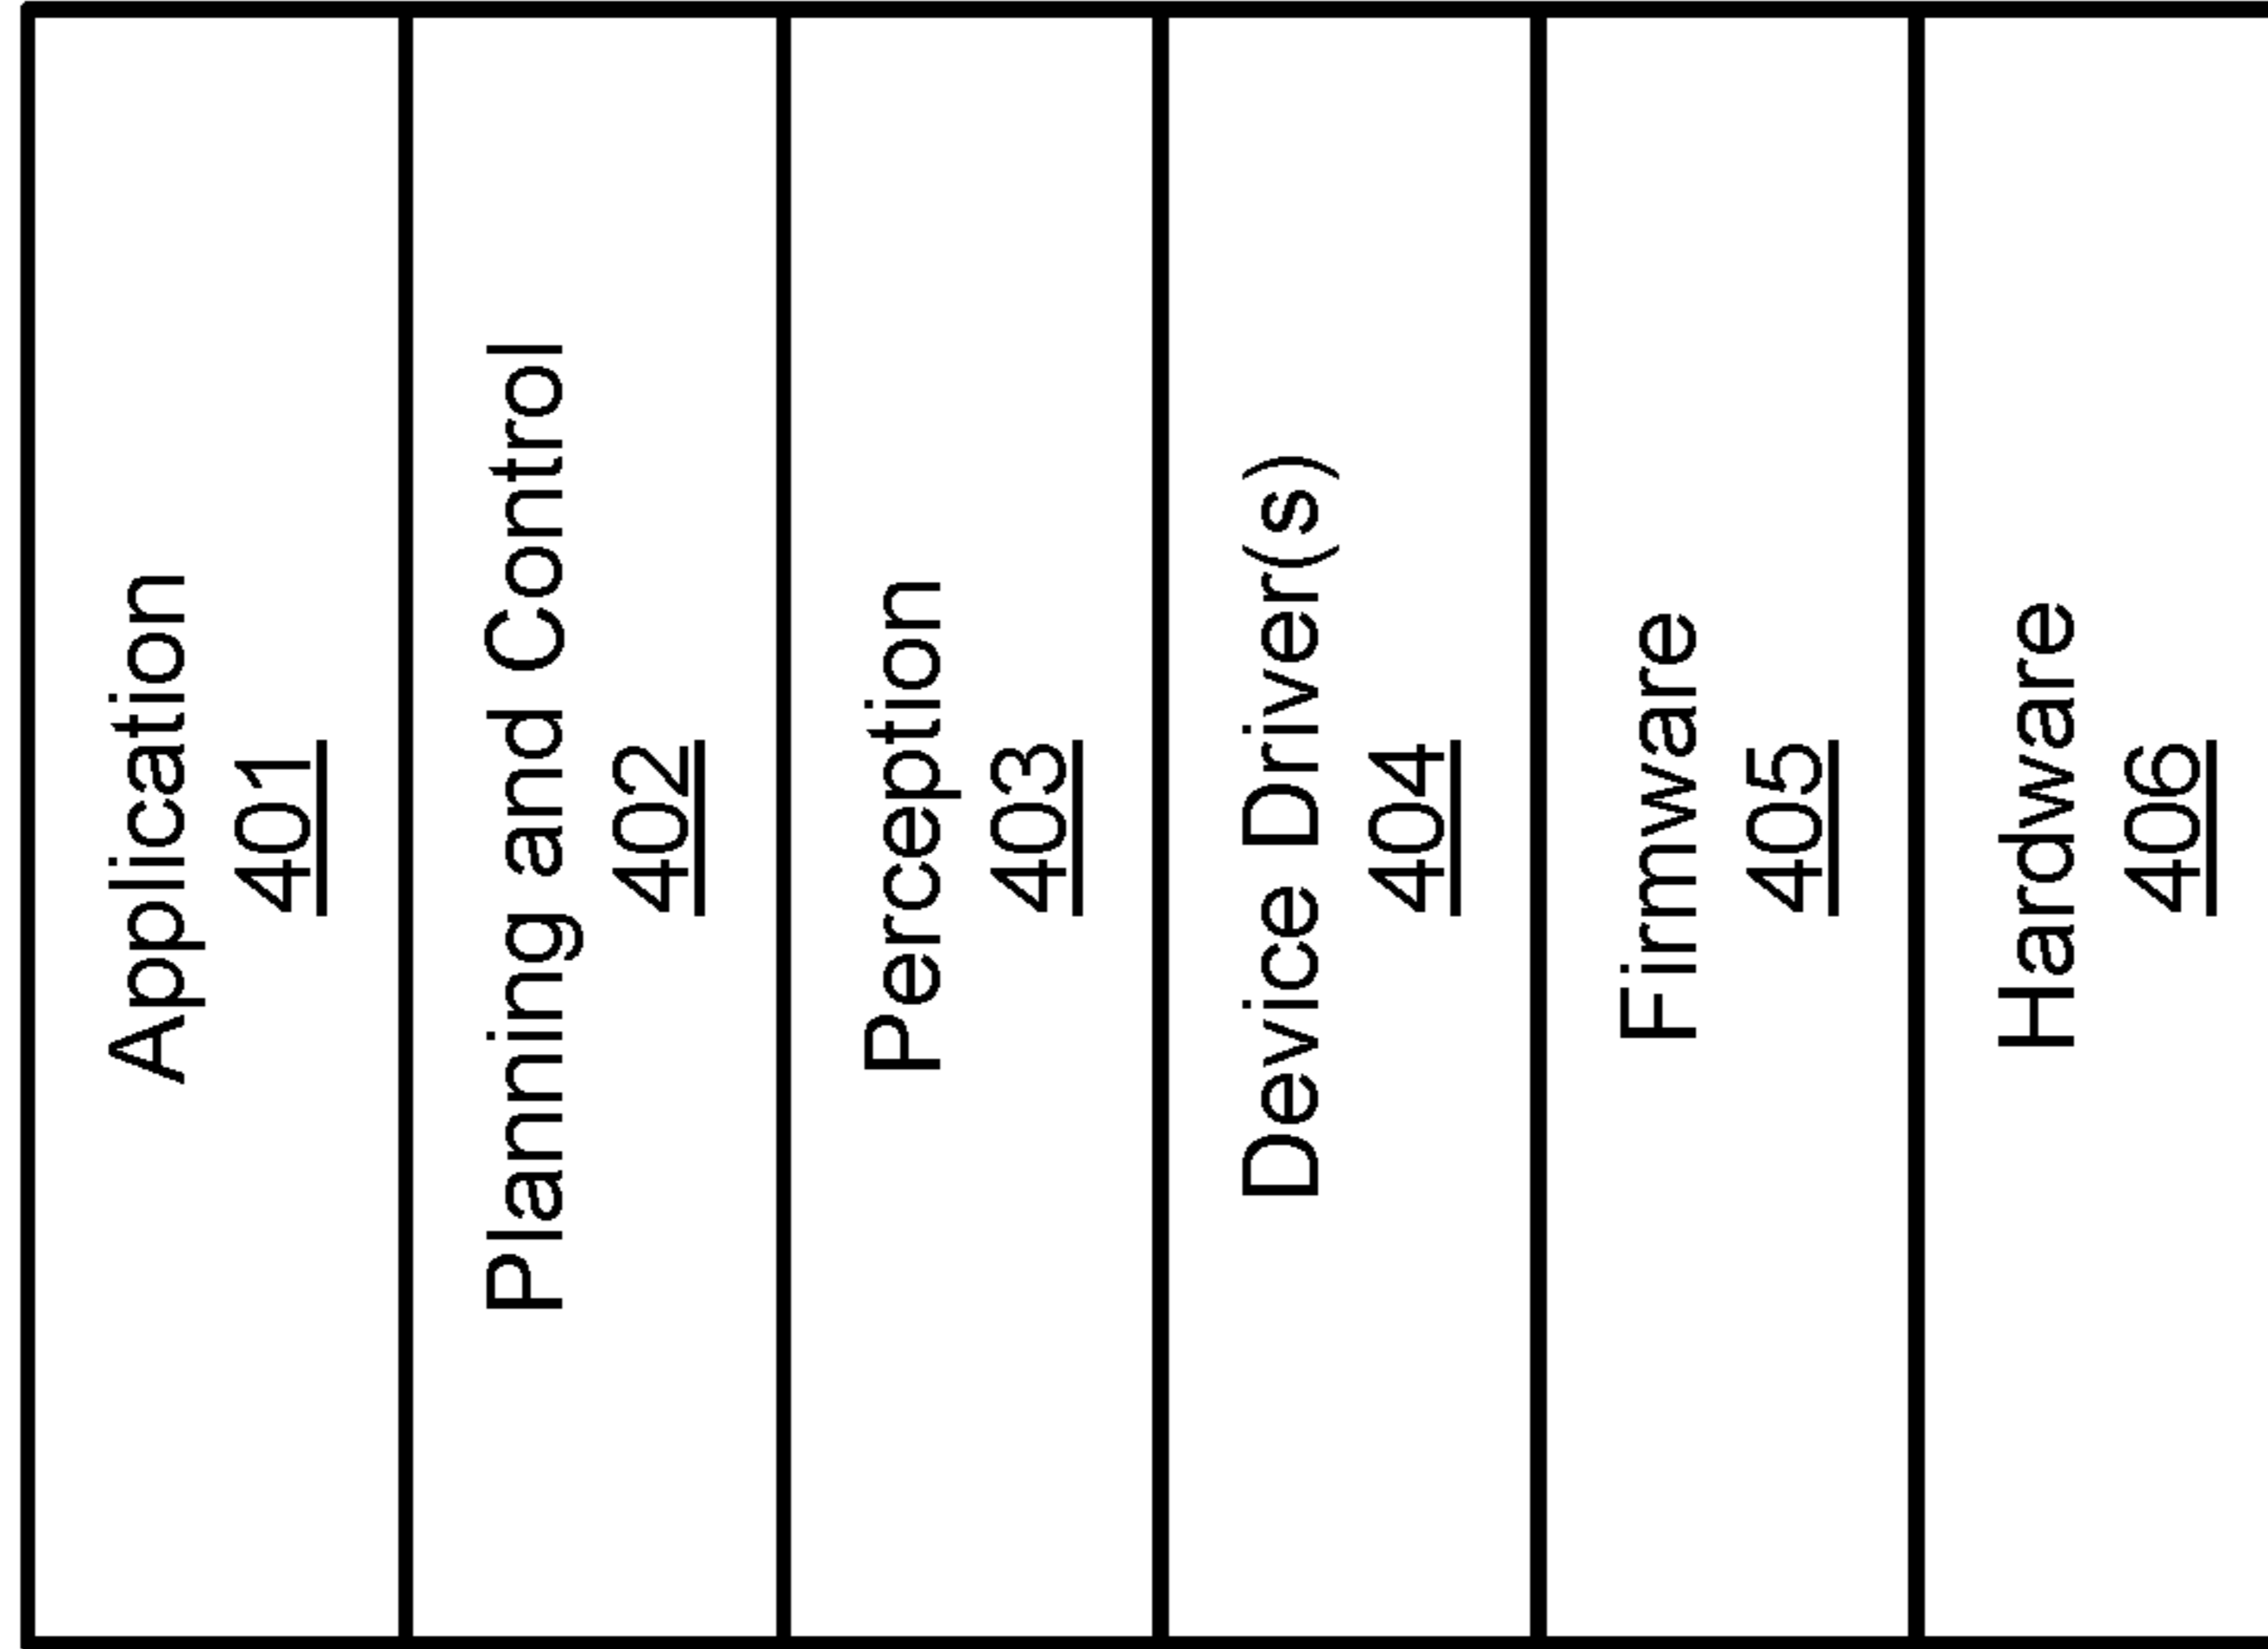 Application
401
Planning and Control
402
Perception
403
Device Driver(s)
404
Firmware
405
Hardware
406